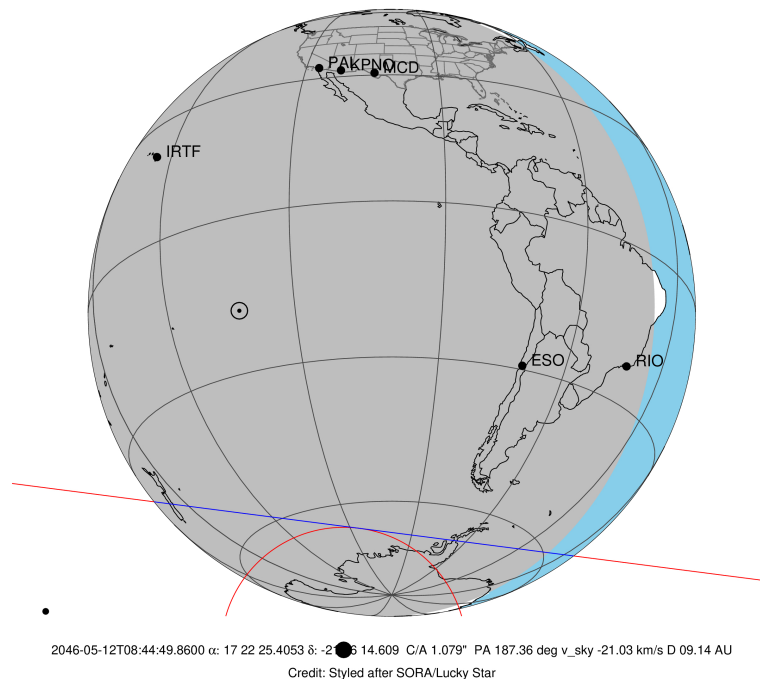 PAL KPNO MCD
IRTF
ESO RIO
2046-05-12T08:44:49.8600 α: 17 22 25.4053 δ: 14.609 C/A 1.079" PA 187.36 deg v_sky -21.03 km/s D 09.14 AU
Credit: Styled after SORA/Lucky Star